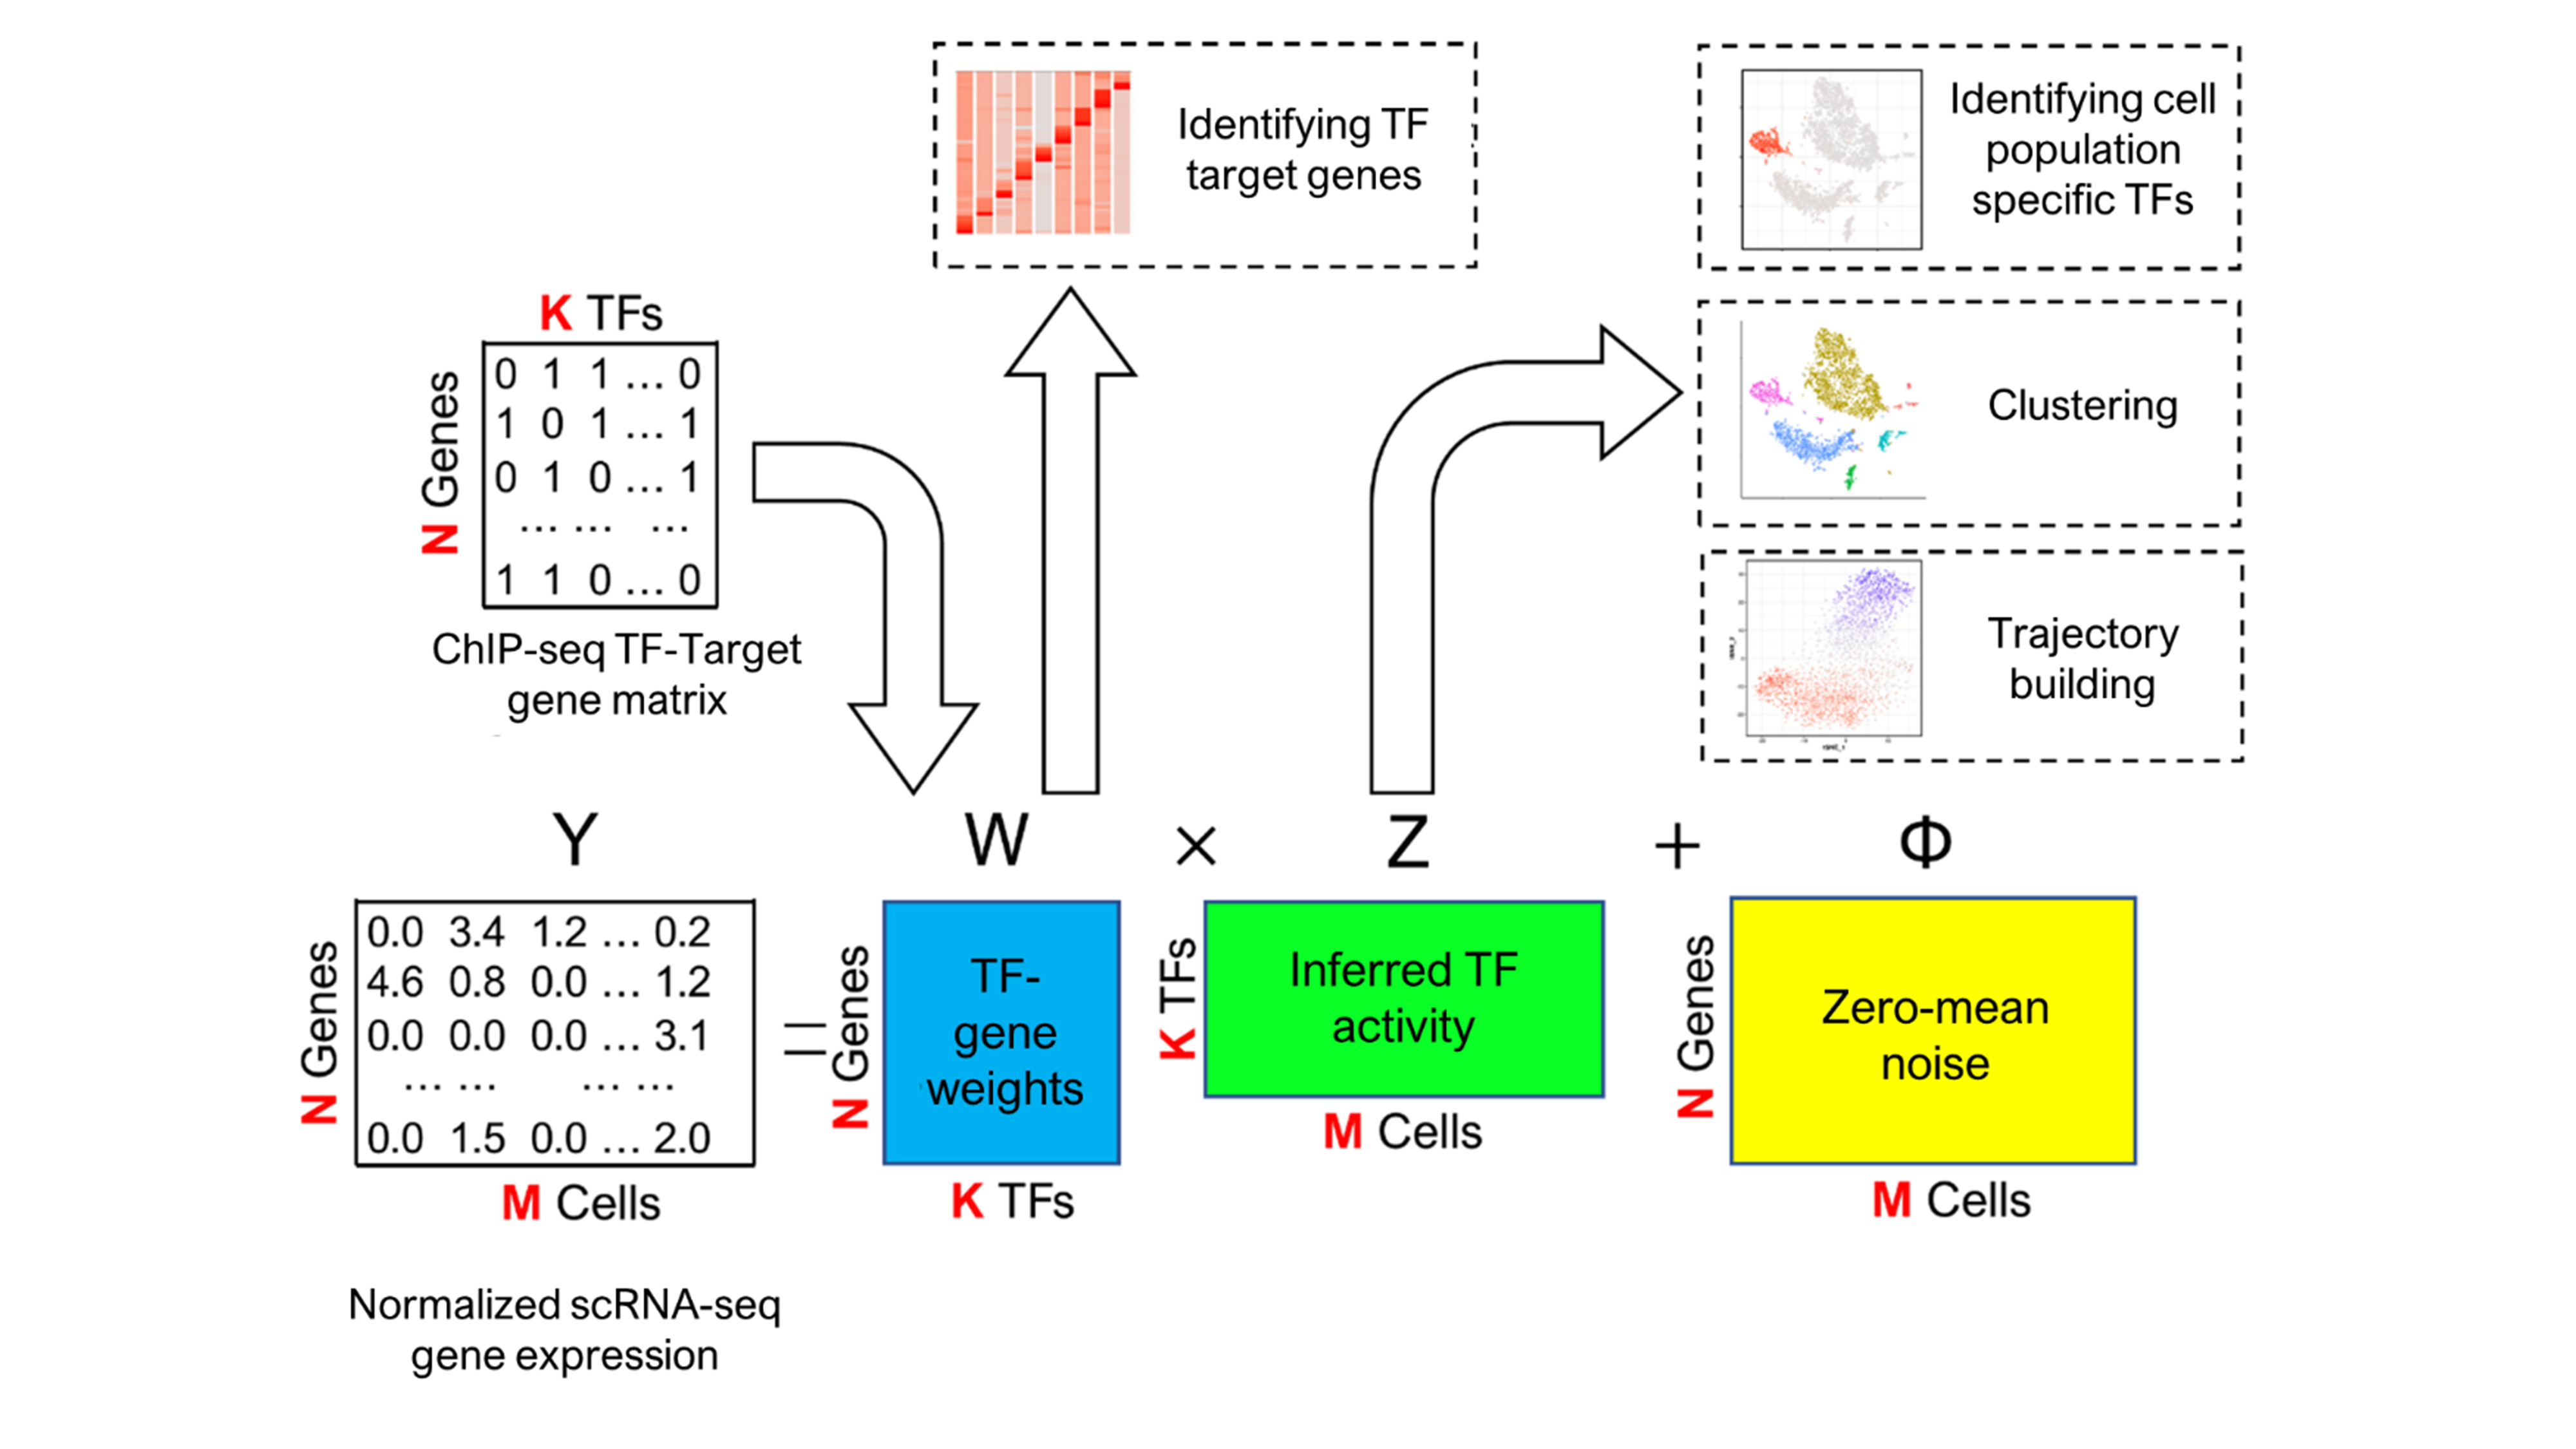 Identifying TF
target genes
Identifying cell
population
specific TFs
Clustering
Trajectory
building
K TFs
N Genes
0 1 1 ... 0
1 0 1 ... 1
0 1 0 ... 1
... ... ...
1 1 0 ... 0
ChIP-seq TF-Target
gene matrix
Y
W
×
Z
+
Φ
N Genes
0.0 3.4 1.2 ... 0.2
4.6 0.8 0.0 ... 1.2
0.0 0.0 0.0 ... 3.1
... ... ... ...
0.0 1.5 0.0 ... 2.0
M Cells
=
N Genes
TF-
gene
weights
K TFs
K TFs
Inferred TF
activity
M Cells
N Genes
Zero-mean
noise
M Cells
Normalized scRNA-seq
gene expression